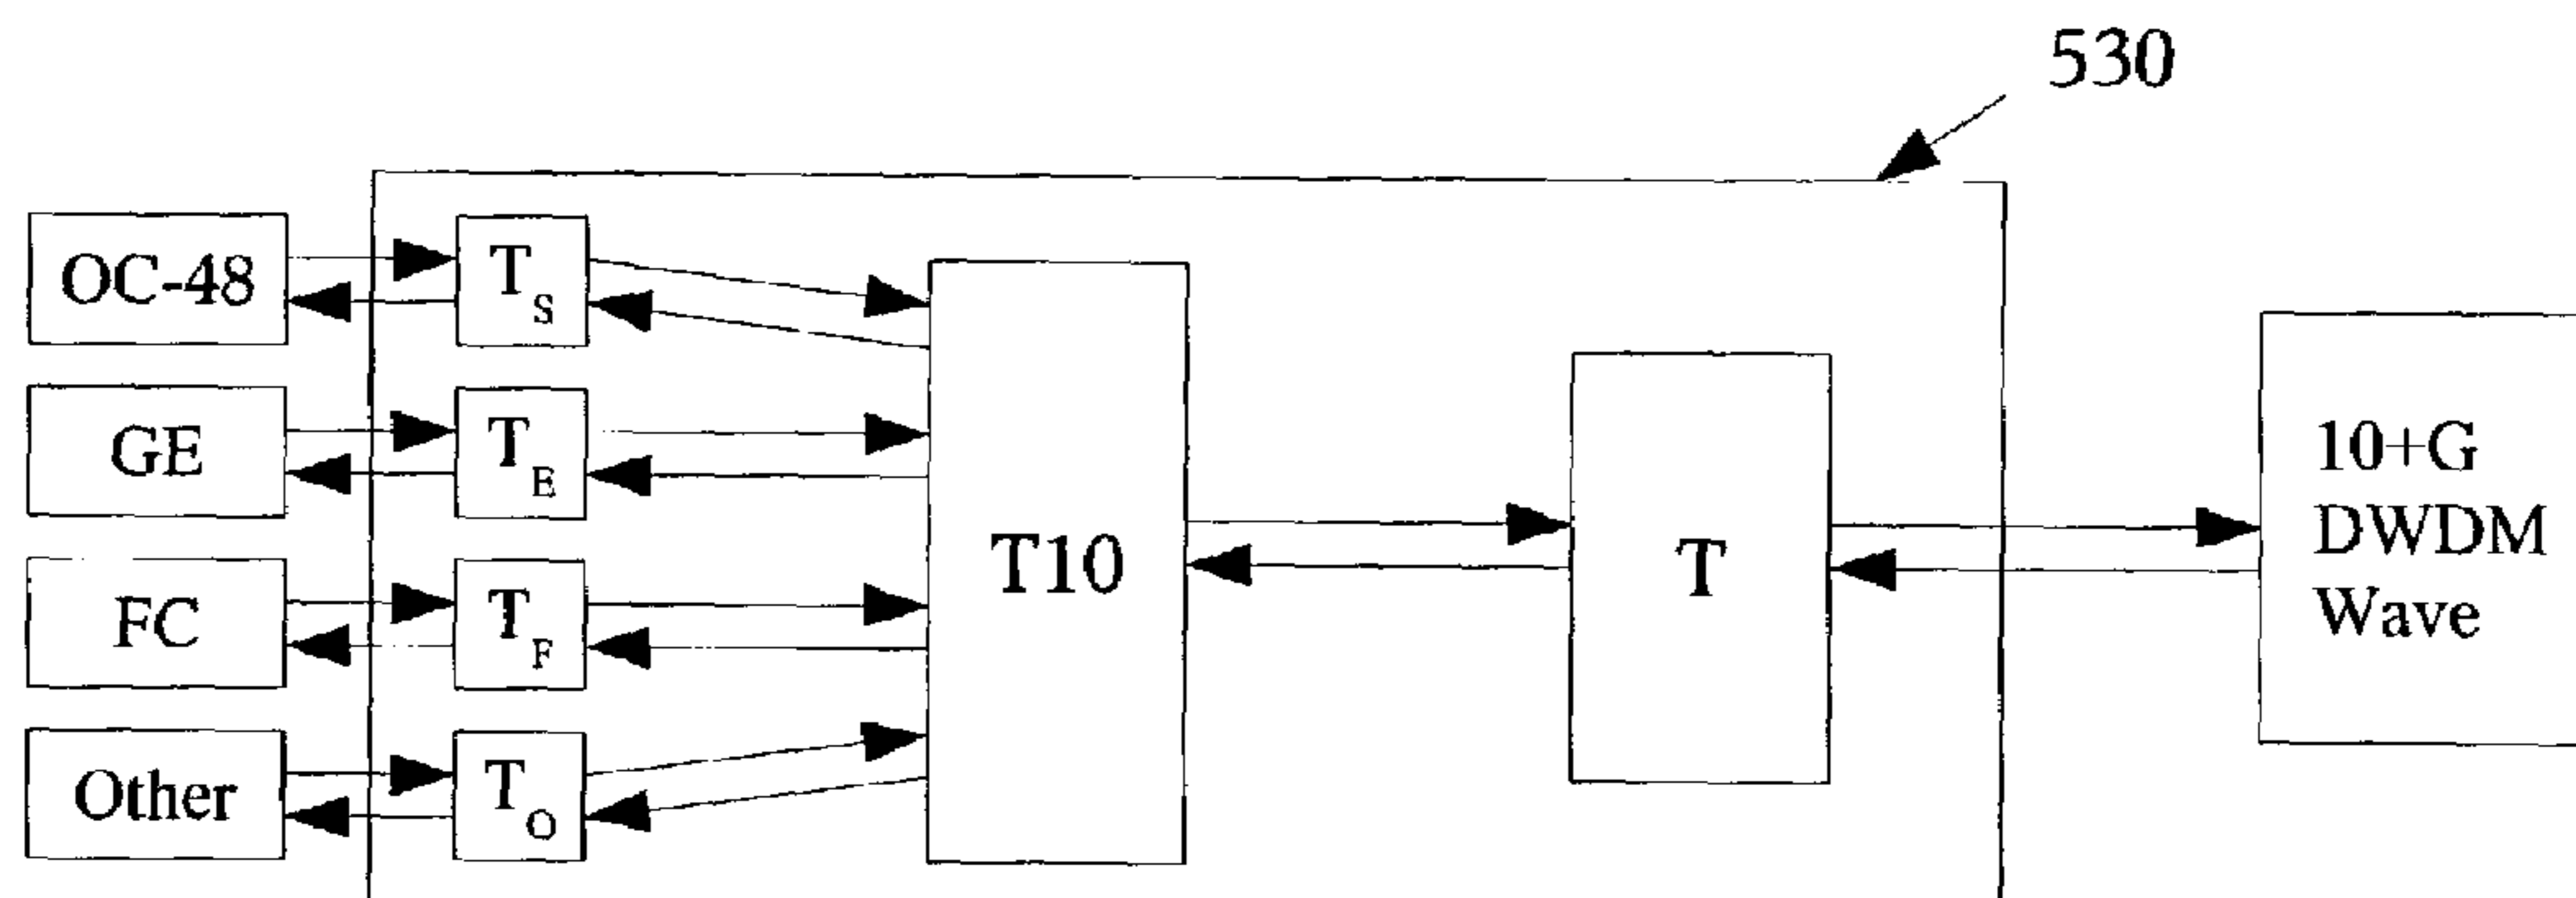 530
OC-48
T_S
GE
T_E
FC
T_F
Other
T_O
T10
T
10+G
DWDM
Wave